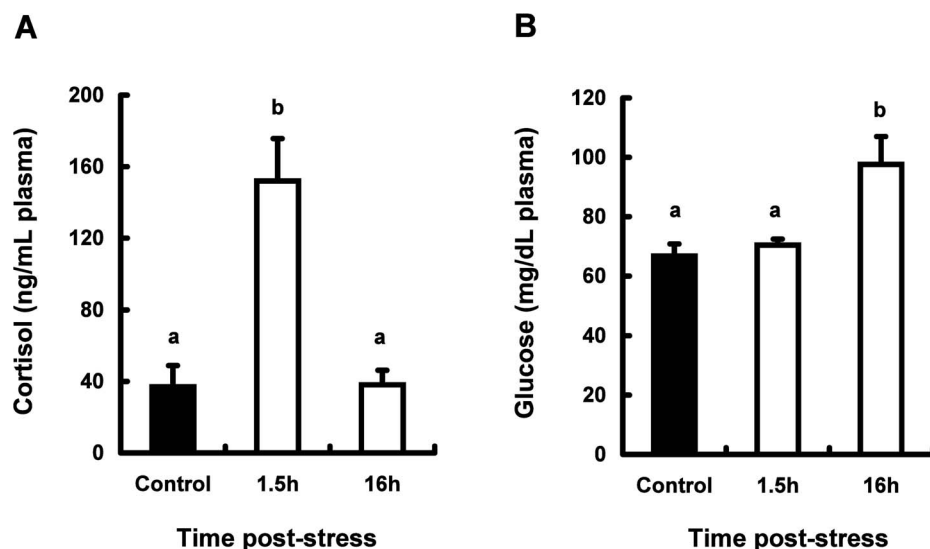 A
Cortisol (ng/mL plasma)
200
160
120
80
40
0
a
b
a
Control 1.5h 16h
Time post-stress
B
Glucose (mg/dL plasma)
120
100
80
60
40
20
0
a
a
b
Control 1.5h 16h
Time post-stress